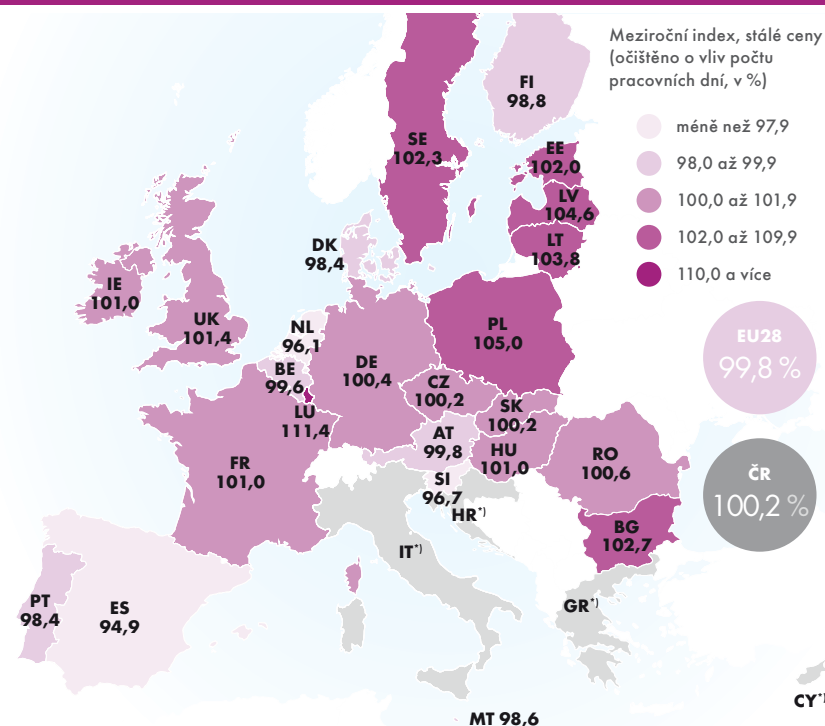 Meziroční index, stálé ceny
(očištěno o vliv počtu
pracovních dní, v %)
méně než 97,9
98,0 až 99,9
100,0 až 101,9
102,0 až 109,9
110,0 a více
EU28
99,8 %
ČR
100,2 %
FI
98,8
SE
102,3
EE
102,0
LV
104,6
LT
103,8
DK
98,4
IE
101,0
UK
101,4
NL
96,1
BE
99,6
LU
111,4
DE
100,4
PL
105,0
CZ
100,2
SK
100,2
AT
99,8
HU
101,0
SI
96,7
HR*)
RO
100,6
BG
102,7
FR
101,0
IT*)
GR*)
PT
98,4
ES
94,9
CY*)
MT 98,6